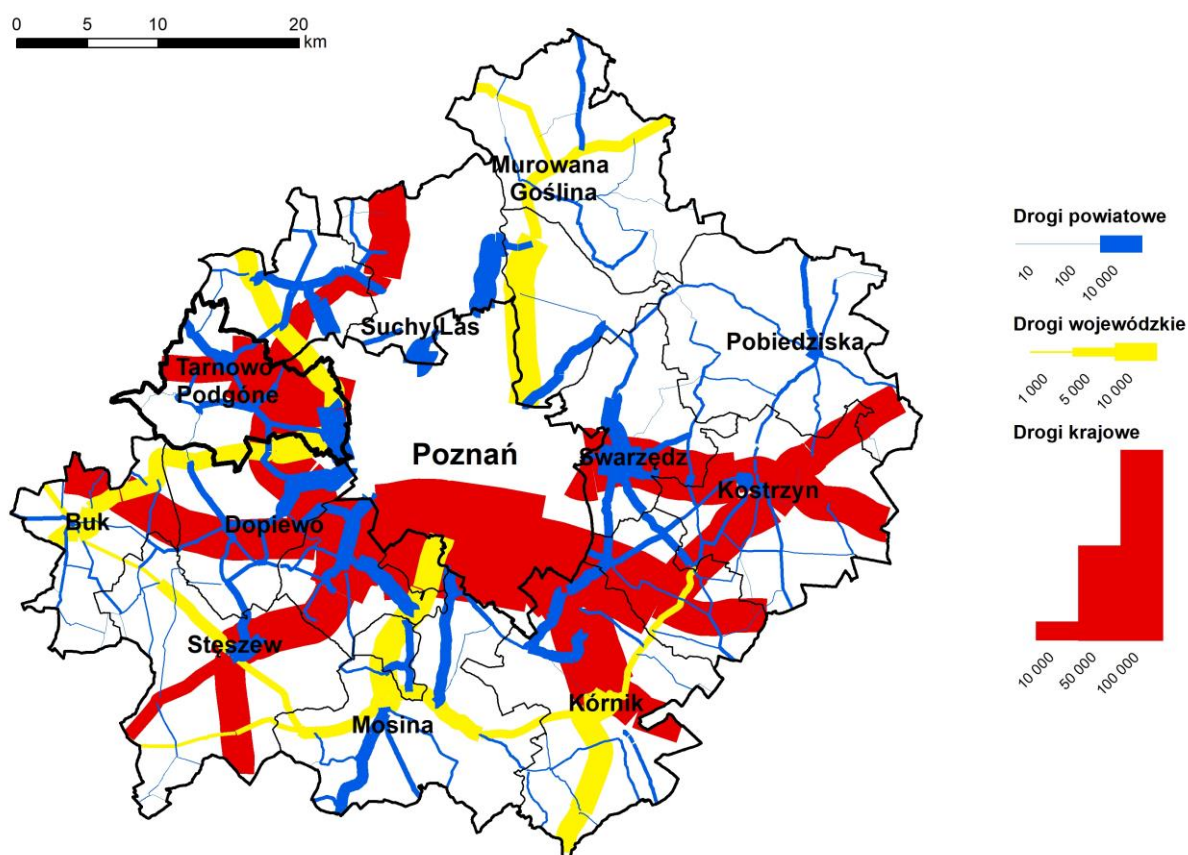 0 5 10 20
km
Murowana
Goślina
Suchy Las
Pobiedziska
Tarnowo
Podgóne
Poznań
Swarzędz
Kostrzyn
Buk
Dopiewo
Stęszew
Mosina
Kórnik
Drogi powiatowe
10 100 10 000
Drogi wojewódzkie
1 000 5 000 10 000
Drogi krajowe
10 000 50 000 100 000